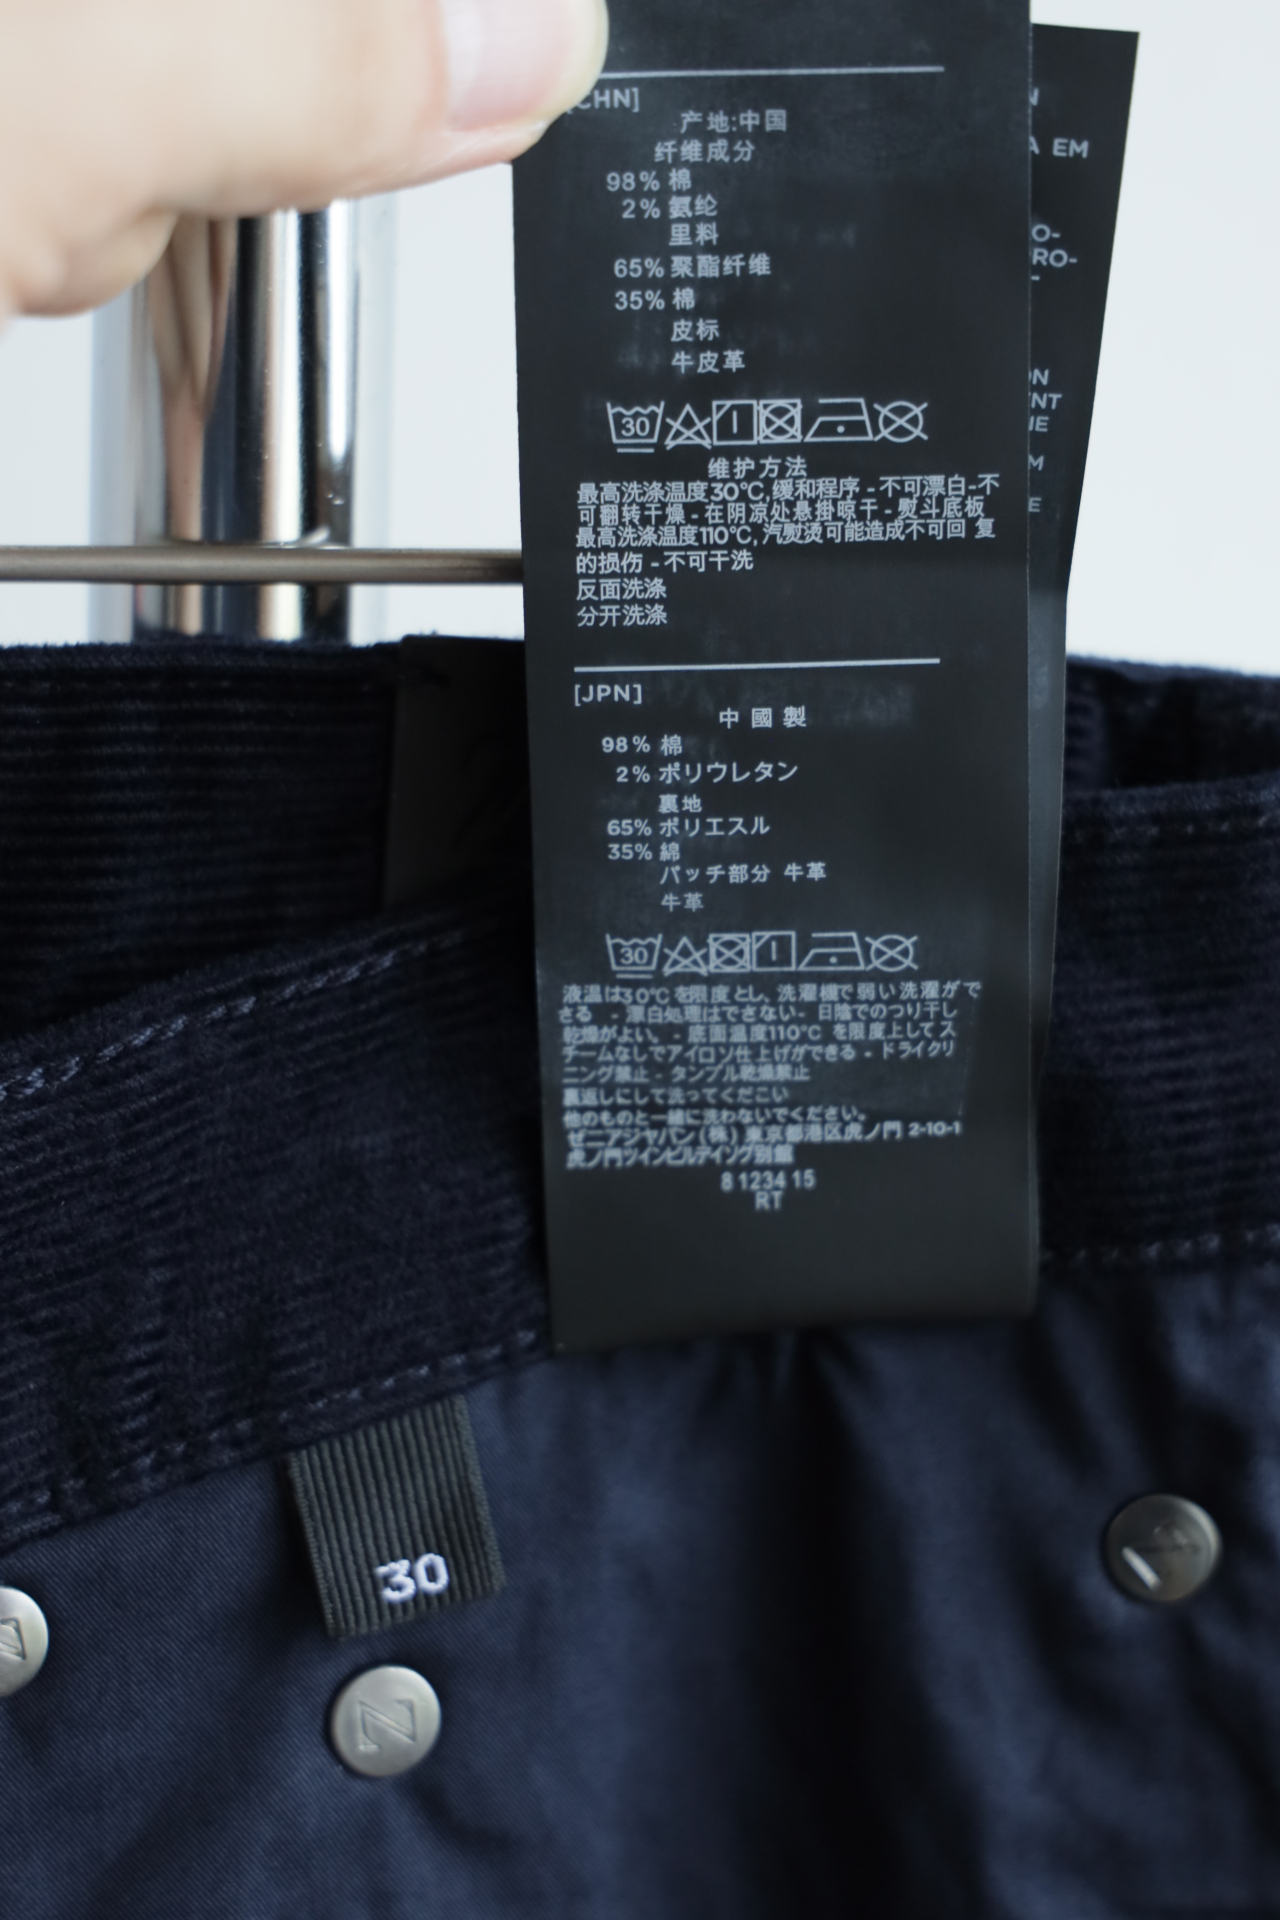 [CHN]
产地:中国
纤维成分
98% 棉
2% 氨纶
里料
65% 聚酯纤维
35% 棉
皮标
牛皮革
30
维护方法
最高洗涤温度30°C,缓和程序-不可漂白-不
可翻转干燥-在阴凉处悬掛晾干-熨斗底板
最高洗涤温度110°C,汽熨烫可能造成不可回 复
的损伤-不可干洗
反面洗涤
分开洗涤
[JPN]
中國製
98% 棉
2% ポリウレタン
裏地
65% ポリエスル
35% 綿
パッチ部分 牛革
牛革
30
液温は30°C を限度とし、洗濯機で弱い洗濯がで
さる - 漂白処理はでさない- 日陰でのつり干し
乾燥がよい。 - 底面温度110°C を限度上してス
チームなしでアイロソ仕上げができる - ドライクリ
ニング禁止 - タンブル乾燥禁止
裏返しにして洗ってくだこい
他のものと一緒に洗わないでください。
ゼニアジャパン(株) 東京都港区虎ノ門 2-10-1
虎ノ門ツインビルディング別館
8 1234 15
RT
EM
30
Z